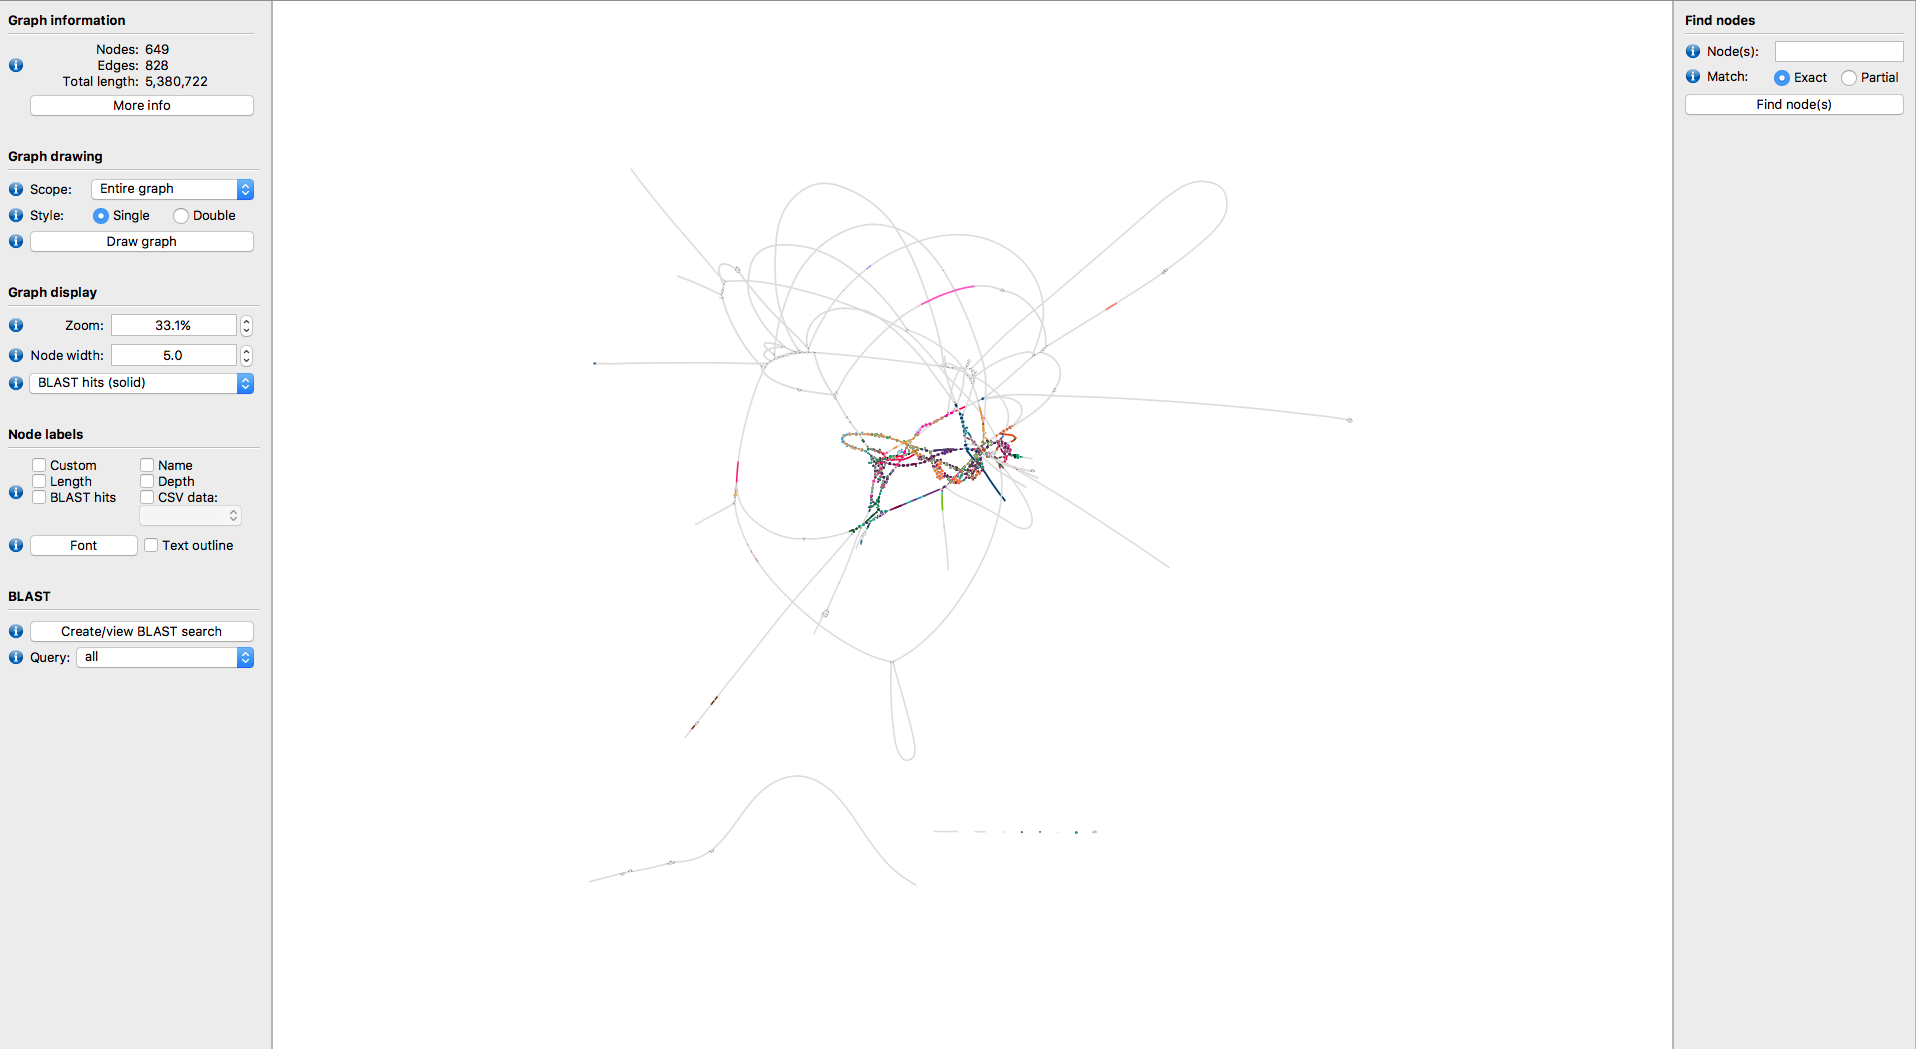 Graph information
Nodes: 649
Edges: 828
Total length: 5,380,722
More info
Graph drawing
Scope: Entire graph
Style: Single Double
Draw graph
Graph display
Zoom: 33.1%
Node width: 5.0
BLAST hits (solid)
Node labels
Custom Name
Length Depth
BLAST hits CSV data:
Font Text outline
BLAST
Create/view BLAST search
Query: all
Find nodes
Node(s):
Match: Exact Partial
Find node(s)